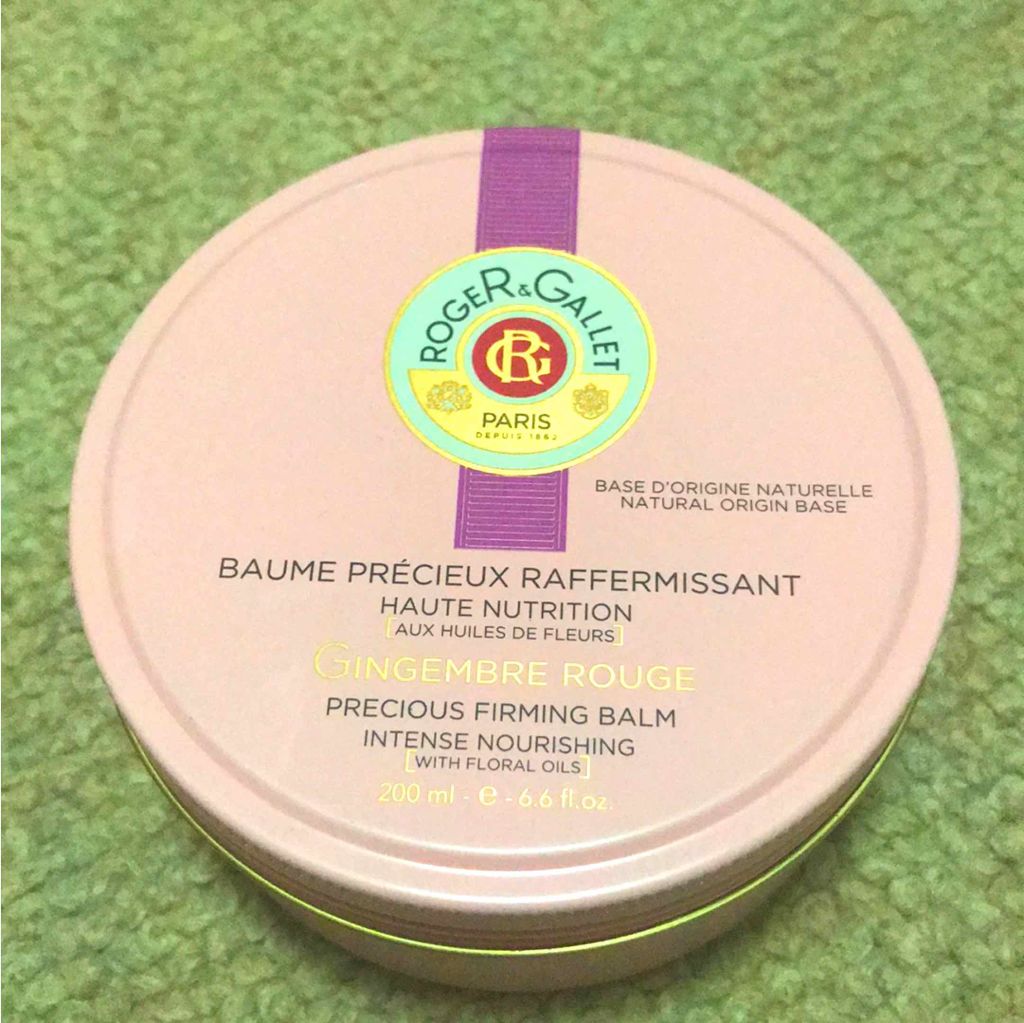 ROGER&GALLET
RG
PARIS
DEPUIS 1862
BASE D'ORIGINE NATURELLE
NATURAL ORIGIN BASE
BAUME PRÉCIEUX RAFFERMISSANT
HAUTE NUTRITION
[AUX HUILES DE FLEURS]
GINGEMBRE ROUGE
PRECIOUS FIRMING BALM
INTENSE NOURISHING
[WITH FLORAL OILS]
200 ml - e - 6.6 fl.oz.